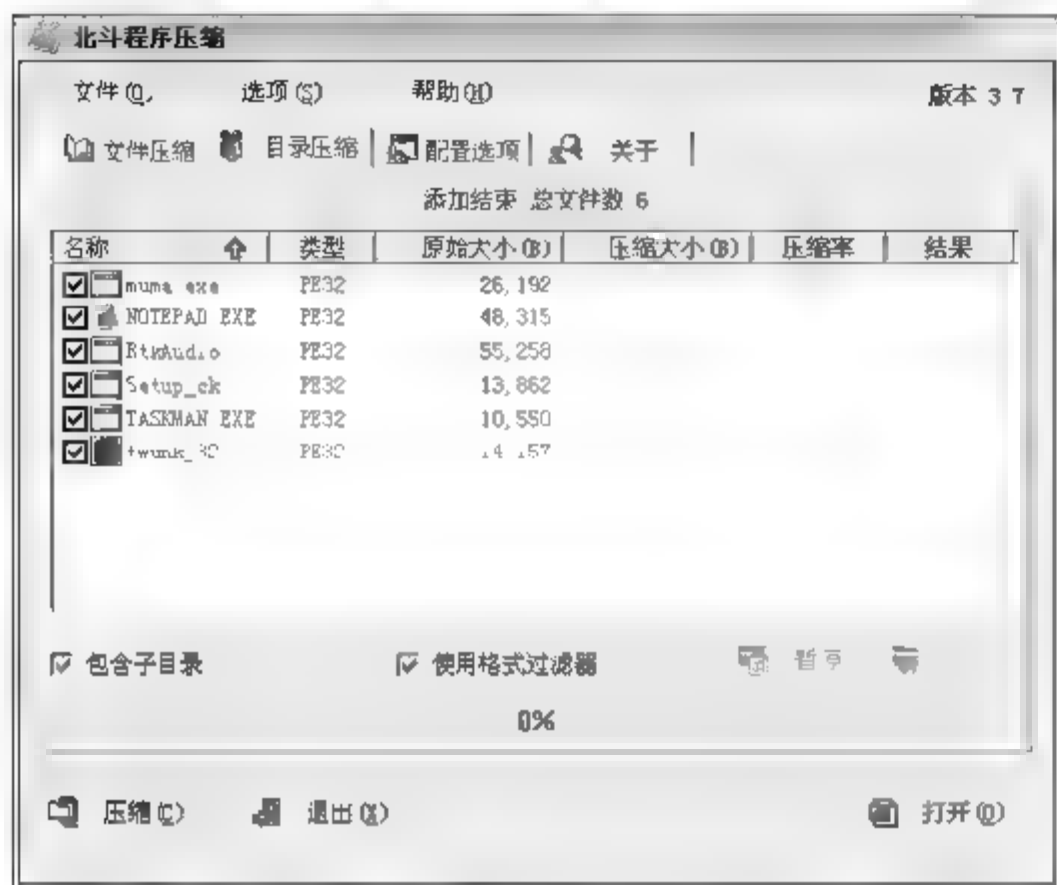 北斗程序压缩
文件(O) 选项(S) 帮助(H) 版本 3 7
文件压缩 目录压缩 配置选项 关于
添加结束 总文件数 6
名称 类型 原始大小(B) 压缩大小(B) 压缩率 结果
muma exe PE32 26,192
NOTEPAD EXE PE32 48,315
RtkAudio PE32 55,258
Setup_ck PE32 13,862
TASKMAN EXE PE32 10,550
twunk_32 PE32
包含子目录 使用格式过滤器 暂停
0%
压缩(C) 退出(X) 打开(O)